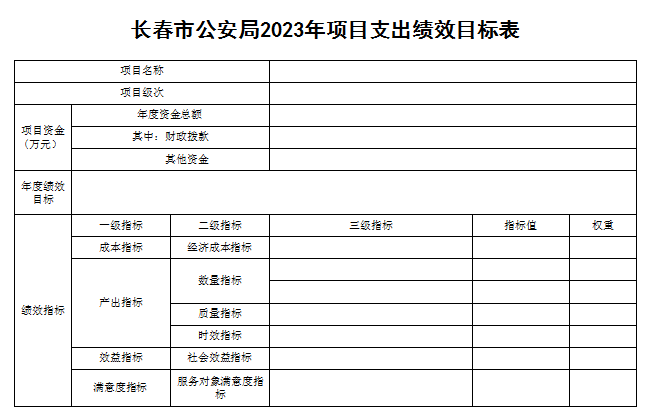 长春市公安局2023年项目支出绩效目标表
项目名称
项目级次
项目资金
（万元）
年度资金总额
其中：财政拨款
其他资金
年度绩效
目标
绩效指标
一级指标 二级指标 三级指标 指标值 权重
成本指标 经济成本指标
产出指标 数量指标
质量指标
时效指标
效益指标 社会效益指标
满意度指标 服务对象满意度指
标